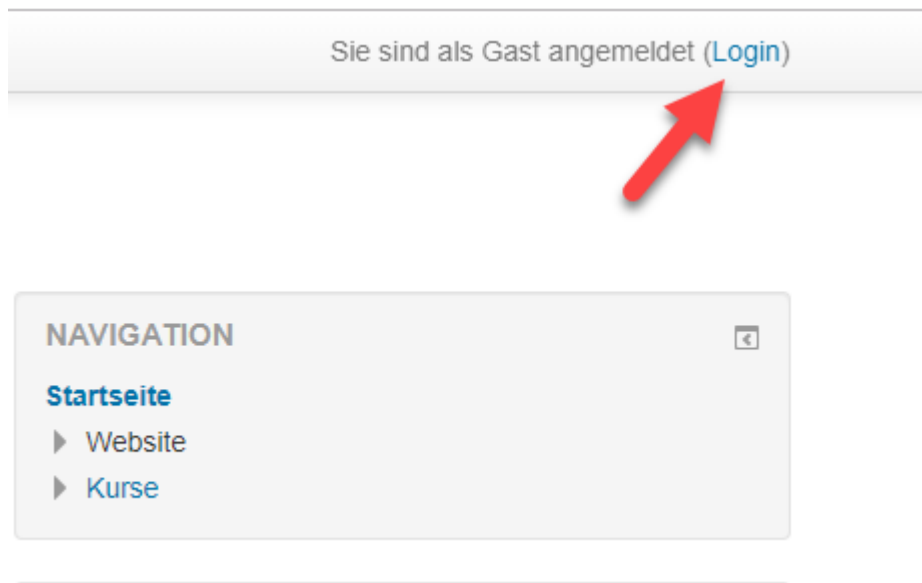 Sie sind als Gast angemeldet (Login)
NAVIGATION
Startseite
Website
Kurse